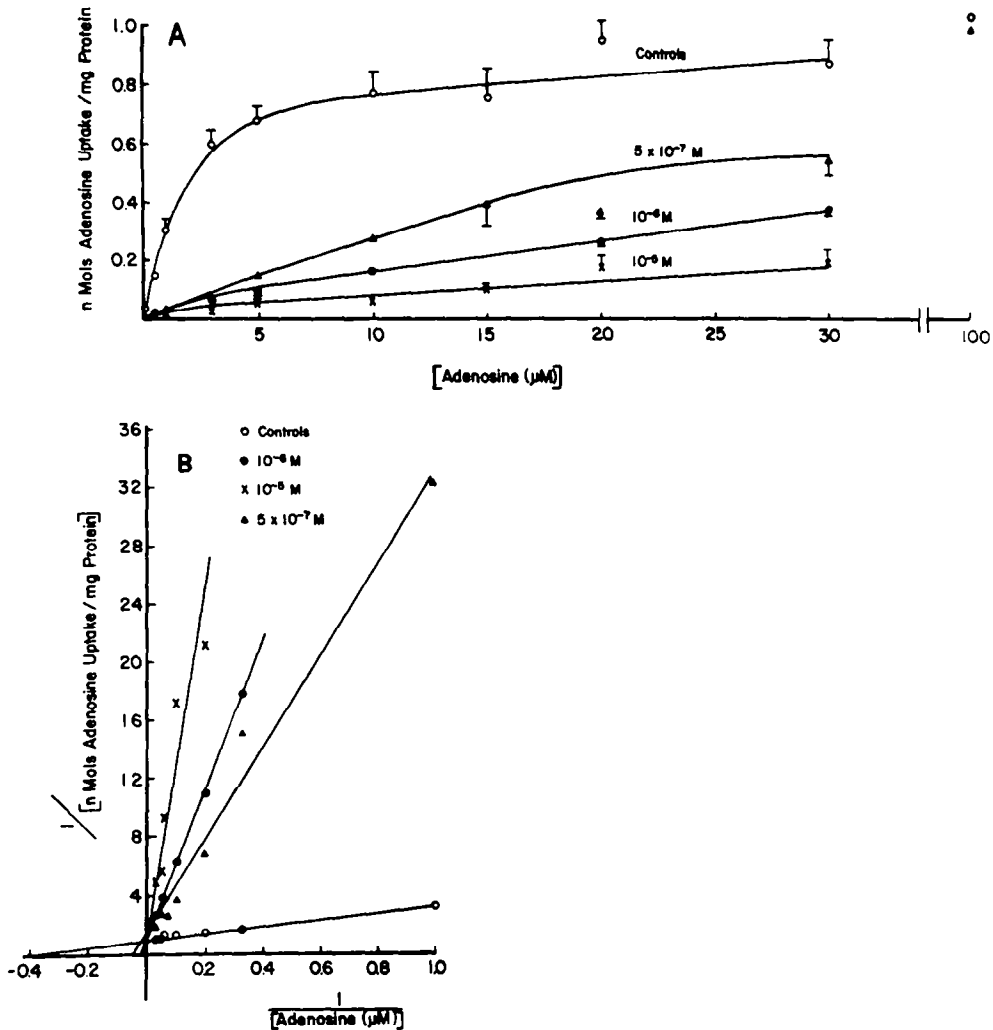 A
n Mols Adenosine Uptake / mg Protein
1.0
0.8
0.6
0.4
0.2
Controls
5 x 10⁻⁷ M
10⁻⁶ M
10⁻⁵ M
5 10 15 20 25 30 100
[Adenosine (μM)]
B
36
32
28
24
20
16
12
8
4
○ Controls
● 10⁻⁶ M
x 10⁻⁵ M
▲ 5 x 10⁻⁷ M
1/[n Mols Adenosine Uptake / mg Protein]
-0.4 -0.2 0.2 0.4 0.6 0.8 1.0
1
[Adenosine (μM)]